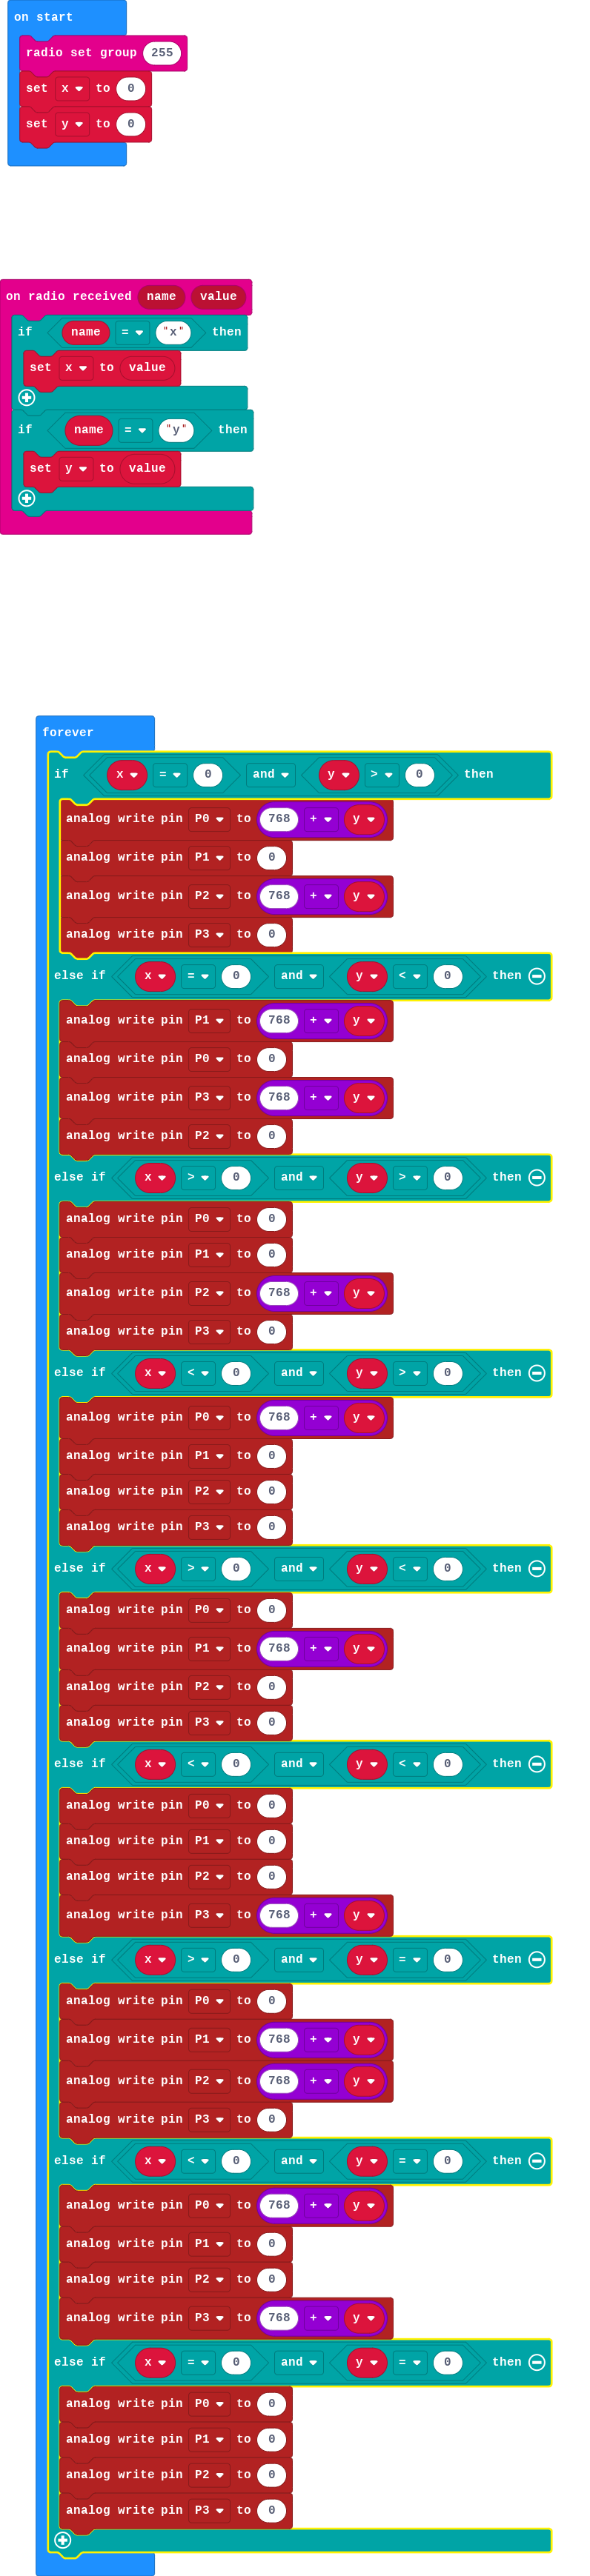 on start
radio set group 255
set x to 0
set y to 0
on radio received name value
if name = "x" then
set x to value
if name = "y" then
set y to value
forever
if x = 0 and y > 0 then
analog write pin P0 to 768 + y
analog write pin P1 to 0
analog write pin P2 to 768 + y
analog write pin P3 to 0
else if x = 0 and y < 0 then
analog write pin P1 to 768 + y
analog write pin P0 to 0
analog write pin P3 to 768 + y
analog write pin P2 to 0
else if x > 0 and y > 0 then
analog write pin P0 to 0
analog write pin P1 to 0
analog write pin P2 to 768 + y
analog write pin P3 to 0
else if x < 0 and y > 0 then
analog write pin P0 to 768 + y
analog write pin P1 to 0
analog write pin P2 to 0
analog write pin P3 to 0
else if x > 0 and y < 0 then
analog write pin P0 to 0
analog write pin P1 to 768 + y
analog write pin P2 to 0
analog write pin P3 to 0
else if x < 0 and y < 0 then
analog write pin P0 to 0
analog write pin P1 to 0
analog write pin P2 to 0
analog write pin P3 to 768 + y
else if x > 0 and y = 0 then
analog write pin P0 to 0
analog write pin P1 to 768 + y
analog write pin P2 to 768 + y
analog write pin P3 to 0
else if x < 0 and y = 0 then
analog write pin P0 to 768 + y
analog write pin P1 to 0
analog write pin P2 to 0
analog write pin P3 to 768 + y
else if x = 0 and y = 0 then
analog write pin P0 to 0
analog write pin P1 to 0
analog write pin P2 to 0
analog write pin P3 to 0